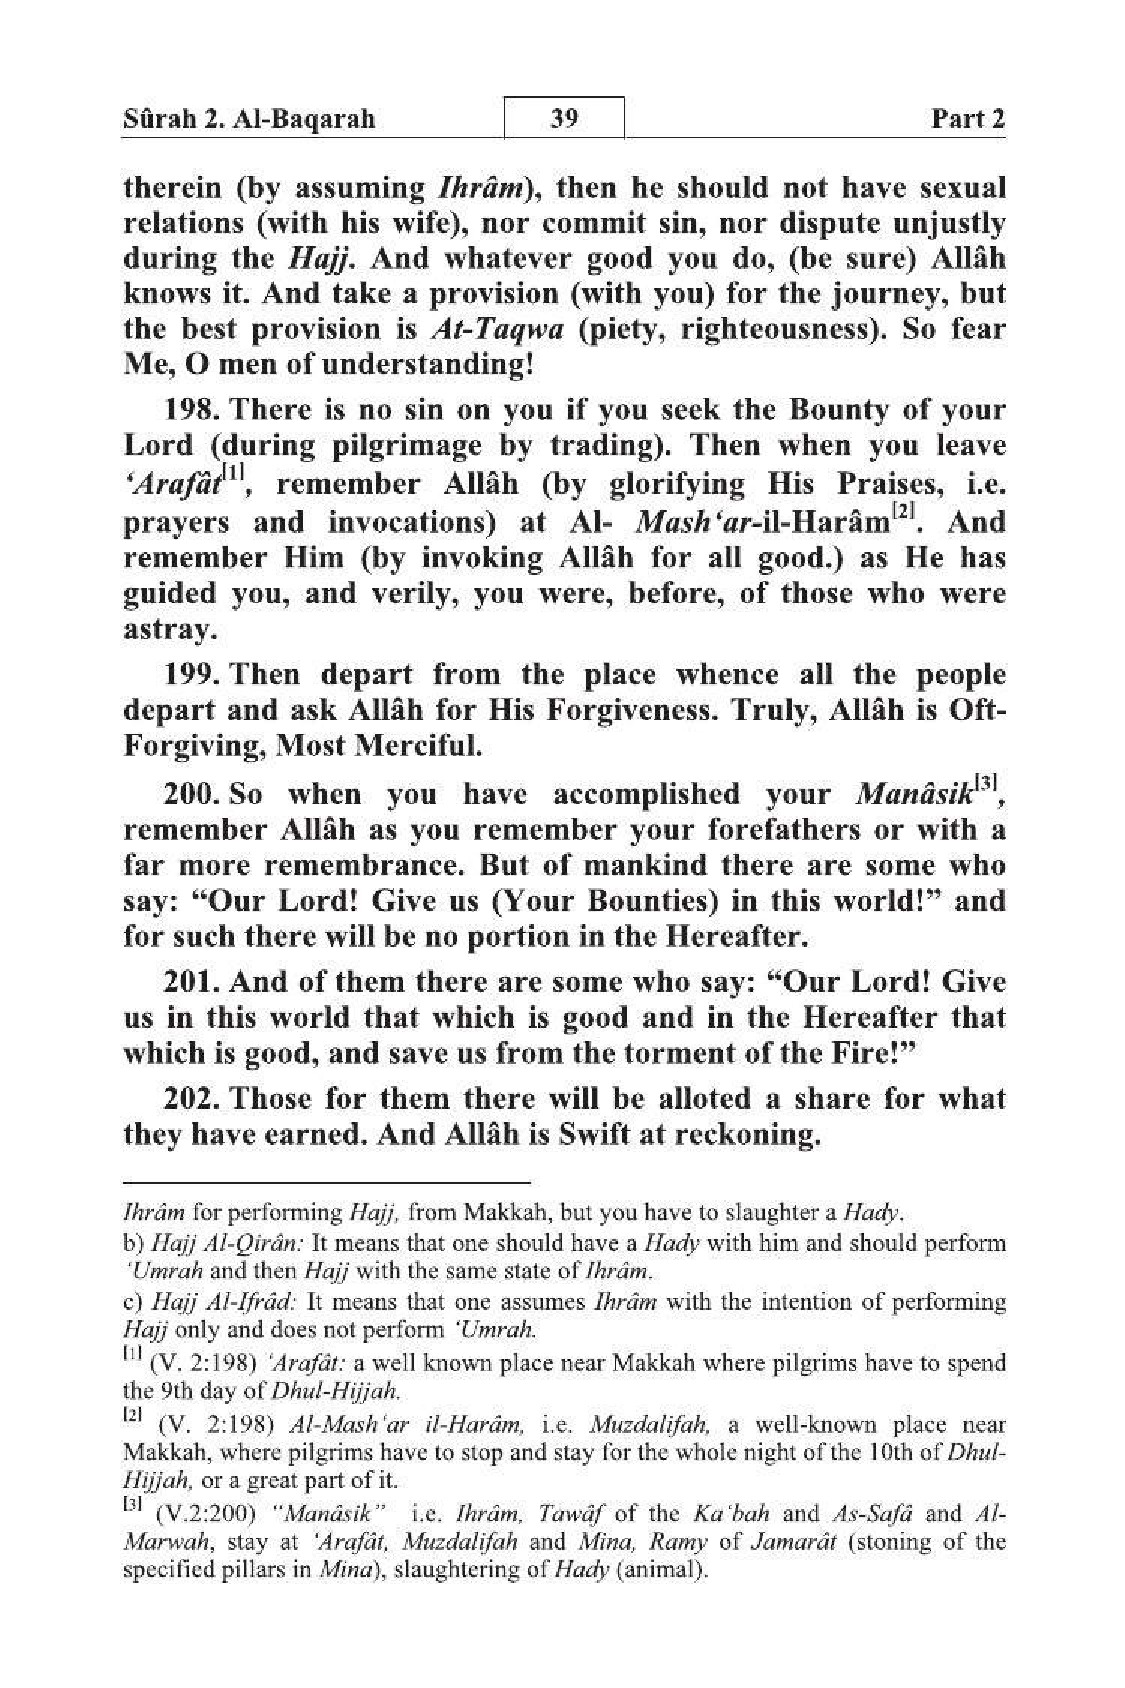 Sûrah 2. Al-Baqarah 39 Part 2
therein (by assuming Ihrâm), then he should not have sexual
relations (with his wife), nor commit sin, nor dispute unjustly
during the Hajj. And whatever good you do, (be sure) Allâh
knows it. And take a provision (with you) for the journey, but
the best provision is At-Taqwa (piety, righteousness). So fear
Me, O men of understanding!
198. There is no sin on you if you seek the Bounty of your
Lord (during pilgrimage by trading). Then when you leave
‘Arafât[1], remember Allâh (by glorifying His Praises, i.e.
prayers and invocations) at Al- Mash‘ar-il-Harâm[2]. And
remember Him (by invoking Allâh for all good.) as He has
guided you, and verily, you were, before, of those who were
astray.
199. Then depart from the place whence all the people
depart and ask Allâh for His Forgiveness. Truly, Allâh is Oft-
Forgiving, Most Merciful.
200. So when you have accomplished your Manâsik[3],
remember Allâh as you remember your forefathers or with a
far more remembrance. But of mankind there are some who
say: “Our Lord! Give us (Your Bounties) in this world!” and
for such there will be no portion in the Hereafter.
201. And of them there are some who say: “Our Lord! Give
us in this world that which is good and in the Hereafter that
which is good, and save us from the torment of the Fire!”
202. Those for them there will be alloted a share for what
they have earned. And Allâh is Swift at reckoning.
Ihrâm for performing Hajj, from Makkah, but you have to slaughter a Hady.
b) Hajj Al-Qirân: It means that one should have a Hady with him and should perform
‘Umrah and then Hajj with the same state of Ihrâm.
c) Hajj Al-Ifrâd: It means that one assumes Ihrâm with the intention of performing
Hajj only and does not perform ‘Umrah.
[1] (V. 2:198) ‘Arafât: a well known place near Makkah where pilgrims have to spend
the 9th day of Dhul-Hijjah.
[2] (V. 2:198) Al-Mash‘ar il-Harâm, i.e. Muzdalifah, a well-known place near
Makkah, where pilgrims have to stop and stay for the whole night of the 10th of Dhul-
Hijjah, or a great part of it.
[3] (V.2:200) “Manâsik” i.e. Ihrâm, Tawâf of the Ka‘bah and As-Safâ and Al-
Marwah, stay at ‘Arafât, Muzdalifah and Mina, Ramy of Jamarât (stoning of the
specified pillars in Mina), slaughtering of Hady (animal).